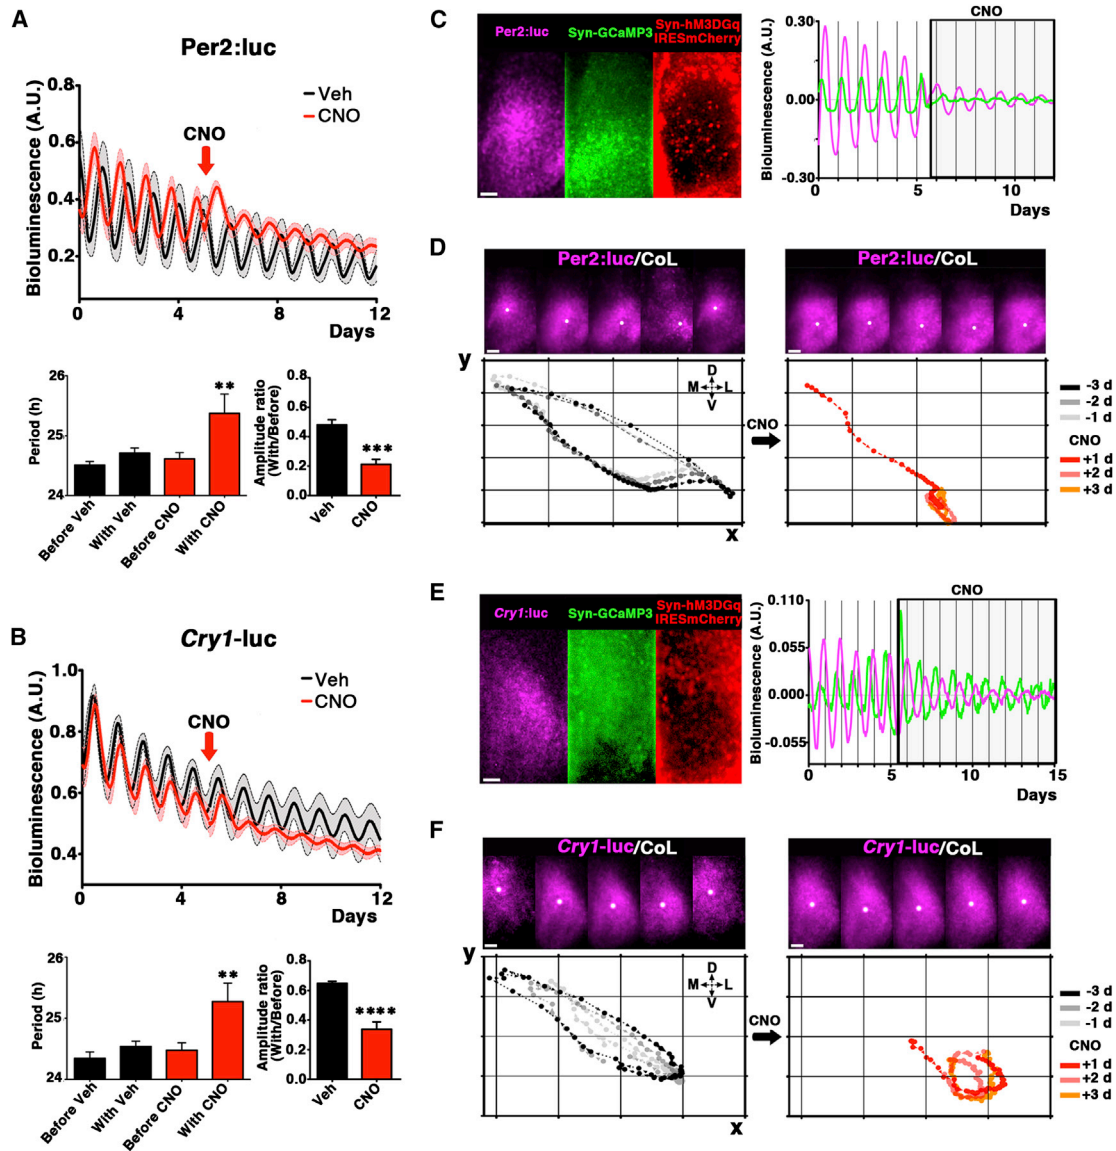 A
Per2:luc
Bioluminescence (A.U.)
0.8
0.6
0.4
0.2
Veh
CNO
CNO
0
4
8
12
Days
Period (h)
26
25
24
**
Before Veh
With Veh
Before CNO
With CNO
Amplitude ratio
(With/Before)
0.8
0.6
0.4
0.2
0.0
***
Veh
CNO
B
Cry1-luc
Bioluminescence (A.U.)
1.0
0.8
0.6
0.4
Veh
CNO
CNO
0
4
8
12
Days
Period (h)
26
25
24
**
Before Veh
With Veh
Before CNO
With CNO
Amplitude ratio
(With/Before)
0.8
0.6
0.4
0.2
0.0
****
Veh
CNO
C
Per2:luc
Syn-GCaMP3
Syn-hM3DGq
IRESmCherry
CNO
Bioluminescence (A.U.)
0.30
0.00
-0.30
0
5
10
Days
D
Per2:luc/CoL
Per2:luc/CoL
y
D
M L
V
x
CNO
-3 d
-2 d
-1 d
CNO
+1 d
+2 d
+3 d
E
Cry1:luc
Syn-GCaMP3
Syn-hM3DGq
IRESmCherry
CNO
Bioluminescence (A.U.)
0.110
0.055
0.000
-0.055
0
5
10
15
Days
F
Cry1-luc/CoL
Cry1-luc/CoL
y
D
M L
V
x
CNO
-3 d
-2 d
-1 d
CNO
+1 d
+2 d
+3 d